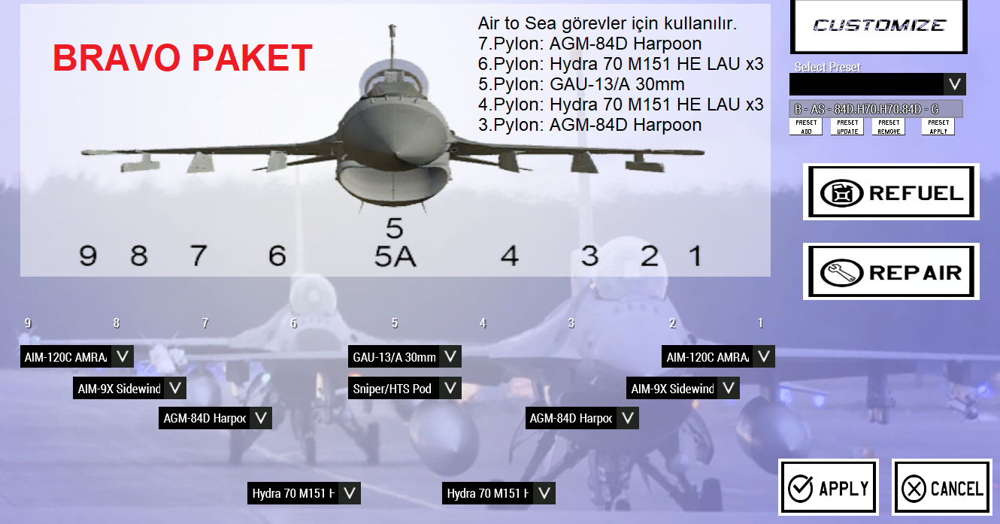 BRAVO PAKET
Air to Sea görevler için kullanılır.
7.Pylon: AGM-84D Harpoon
6.Pylon: Hydra 70 M151 HE LAU x3
5.Pylon: GAU-13/A 30mm
4.Pylon: Hydra 70 M151 HE LAU x3
3.Pylon: AGM-84D Harpoon
5
9 8 7 6 5A 4 3 2 1
CUSTOMIZE
Select Preset
B - AS - 84D.H70.H70.84D - G
PRESET ADD
PRESET UPDATE
PRESET REMOVE
PRESET APPLY
REFUEL
REPAIR
9 8 7 6 5 4 3 2 1
AIM-120C AMRA
GAU-13/A 30mm
AIM-120C AMRA
AIM-9X Sidewind
Sniper/HTS Pod
AIM-9X Sidewind
AGM-84D Harpoo
AGM-84D Harpoo
Hydra 70 M151 H
Hydra 70 M151 H
APPLY
CANCEL